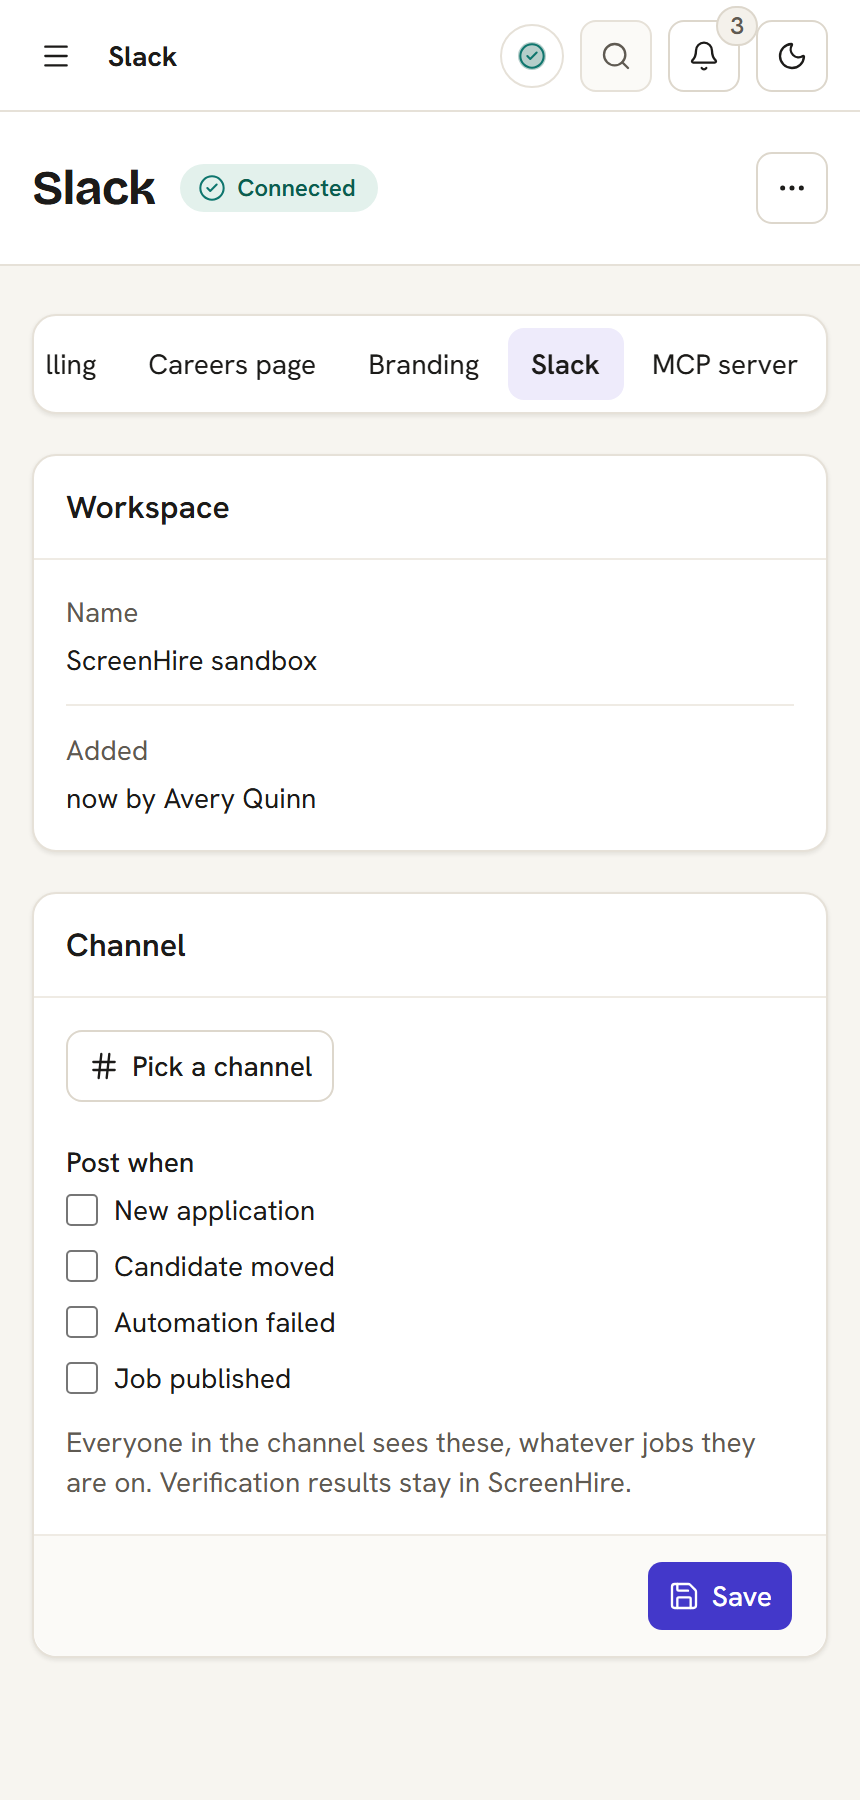 Slack
3
Slack
Connected
lling
Careers page
Branding
Slack
MCP server
Workspace
Name
ScreenHire sandbox
Added
now by Avery Quinn
Channel
Pick a channel
Post when
New application
Candidate moved
Automation failed
Job published
Everyone in the channel sees these, whatever jobs they
are on. Verification results stay in ScreenHire.
Save